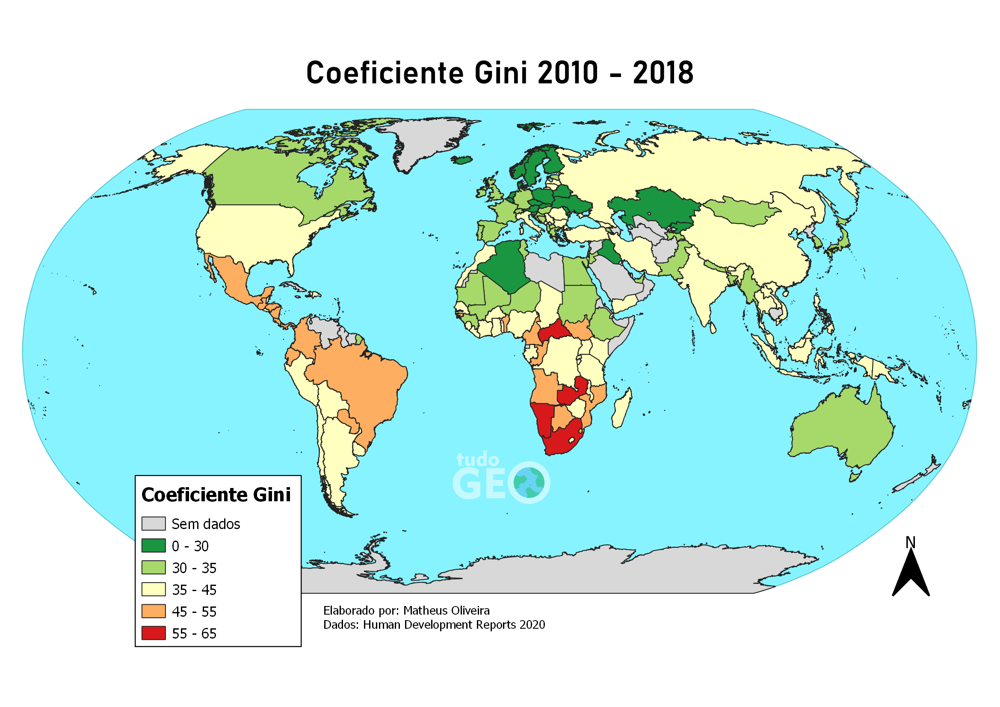 Coeficiente Gini 2010 - 2018
tudo
GEO
Coeficiente Gini
Sem dados
0 - 30
30 - 35
35 - 45
45 - 55
55 - 65
N
Elaborado por: Matheus Oliveira
Dados: Human Development Reports 2020